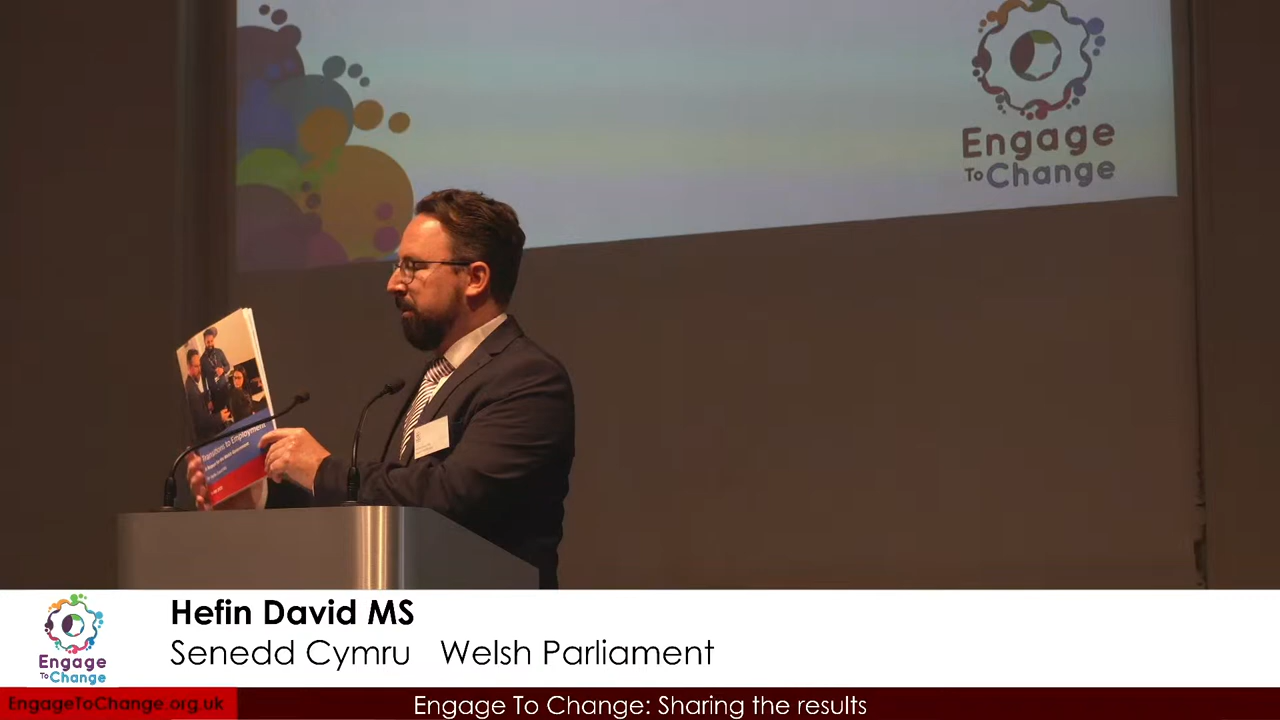 Engage
To Change
Transitions to Employment
Hefin David MS
Senedd Cymru Welsh Parliament
Engage
To Change
EngageToChange.org.uk
Engage To Change: Sharing the results